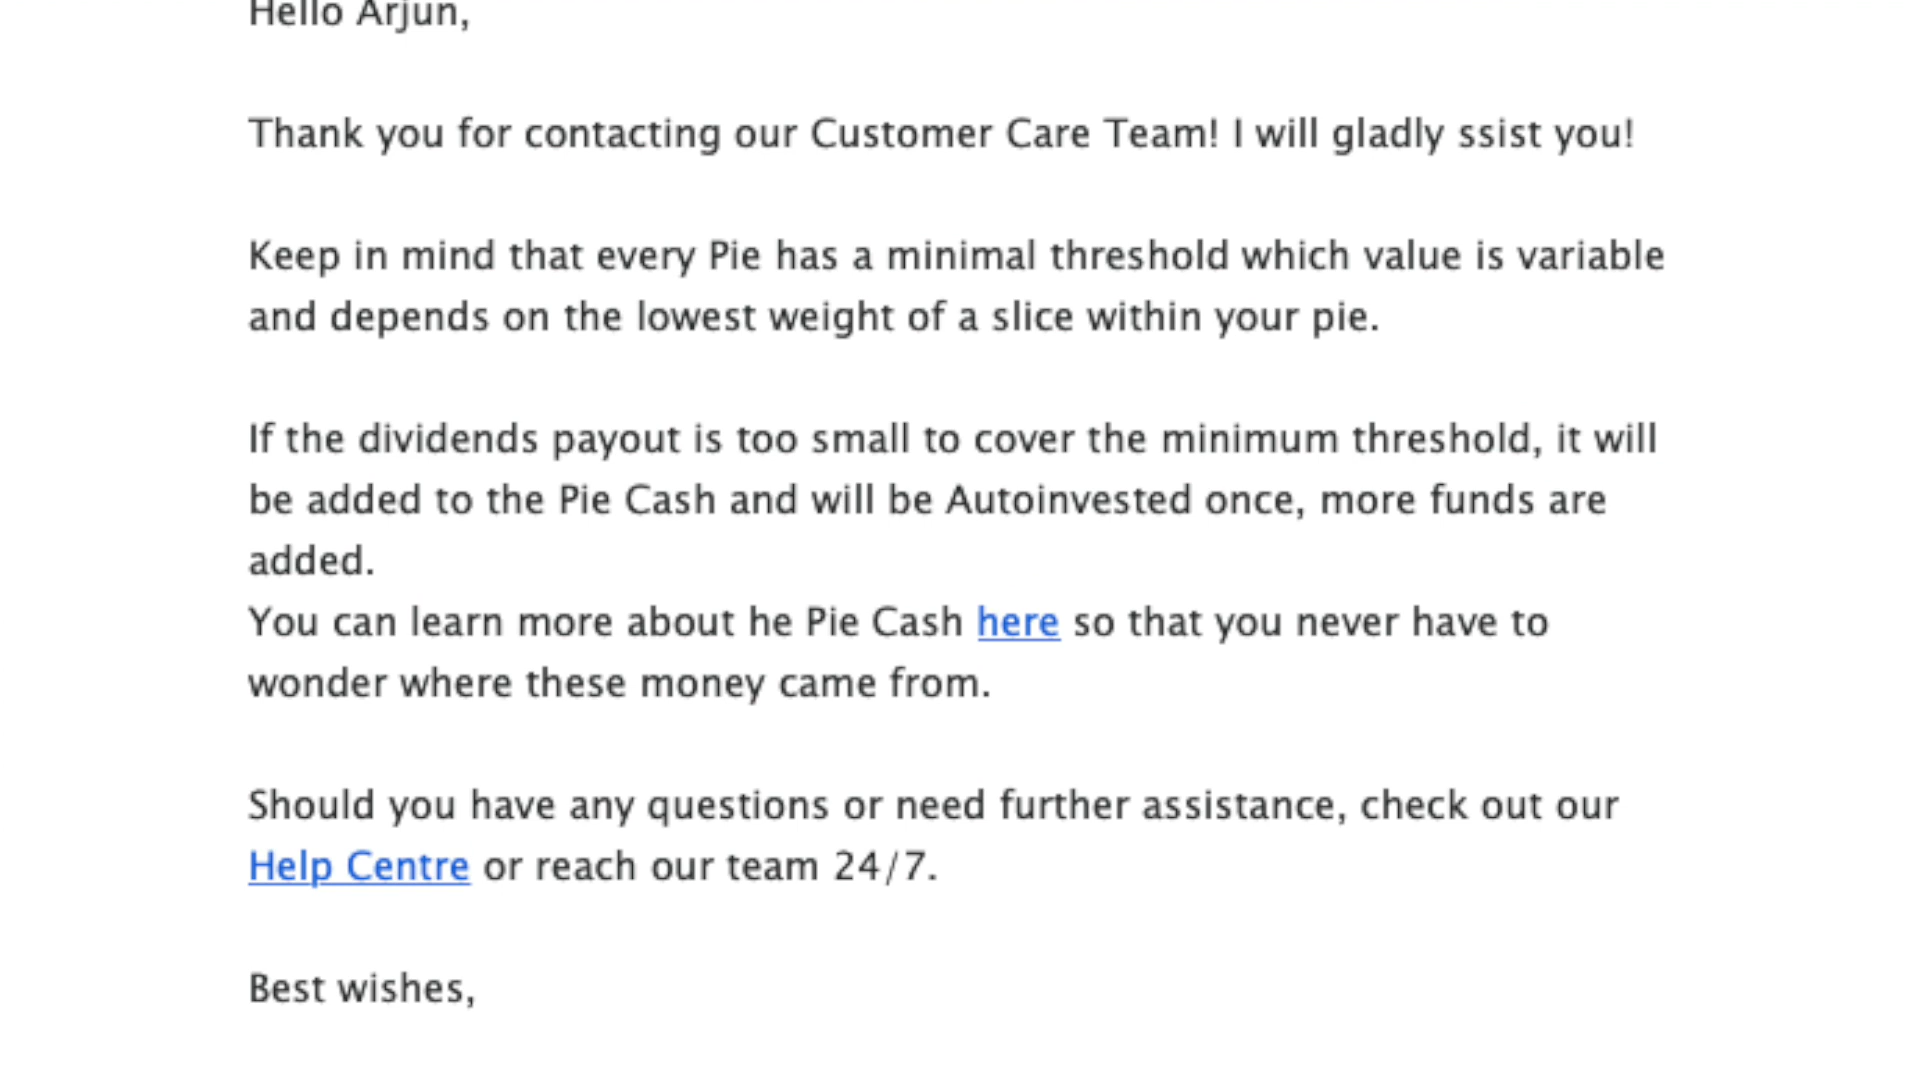 Hello Arjun,
Thank you for contacting our Customer Care Team! I will gladly ssist you!
Keep in mind that every Pie has a minimal threshold which value is variable
and depends on the lowest weight of a slice within your pie.
If the dividends payout is too small to cover the minimum threshold, it will
be added to the Pie Cash and will be Autoinvested once, more funds are
added.
You can learn more about he Pie Cash here so that you never have to
wonder where these money came from.
Should you have any questions or need further assistance, check out our
Help Centre or reach our team 24/7.
Best wishes,